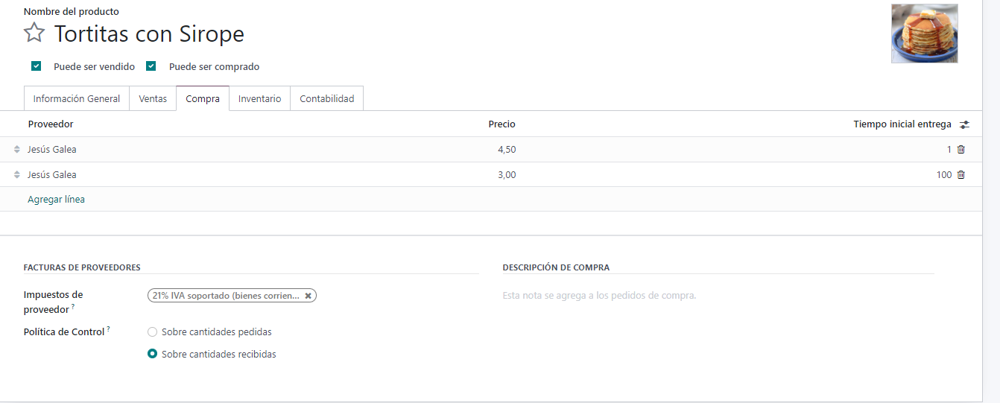 Nombre del producto
Tortitas con Sirope
Puede ser vendido Puede ser comprado
Información General Ventas Compra Inventario Contabilidad
Proveedor Precio Tiempo inicial entrega
Jesús Galea 4,50 1
Jesús Galea 3,00 100
Agregar línea
FACTURAS DE PROVEEDORES DESCRIPCIÓN DE COMPRA
Impuestos de proveedor ? 21% IVA soportado (bienes corrien... Esta nota se agrega a los pedidos de compra.
Política de Control ? Sobre cantidades pedidas
Sobre cantidades recibidas